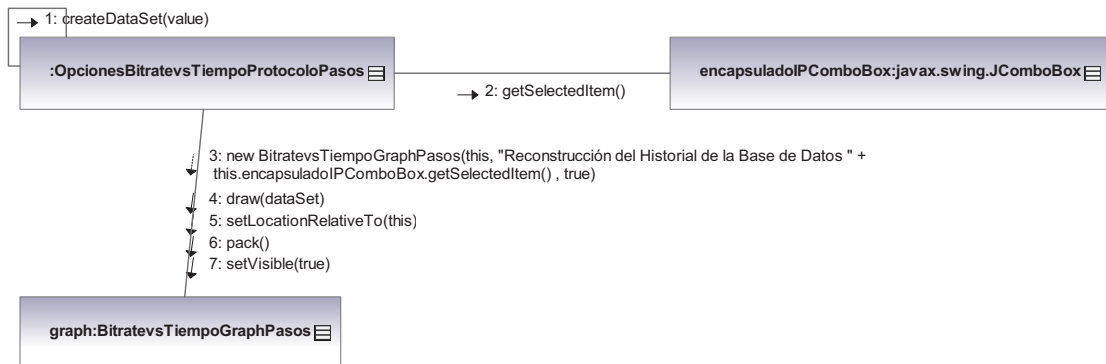 1: createDataSet(value)
:OpcionesBitratevsTiempoProtocoloPasos
encapsuladoIPComboBox:javax.swing.JComboBox
2: getSelectedItem()
3: new BitratevsTiempoGraphPasos(this, "Reconstrucción del Historial de la Base de Datos " +
this.encapsuladoIPComboBox.getSelectedItem() , true)
4: draw(dataSet)
5: setLocationRelativeTo(this)
6: pack()
7: setVisible(true)
graph:BitratevsTiempoGraphPasos